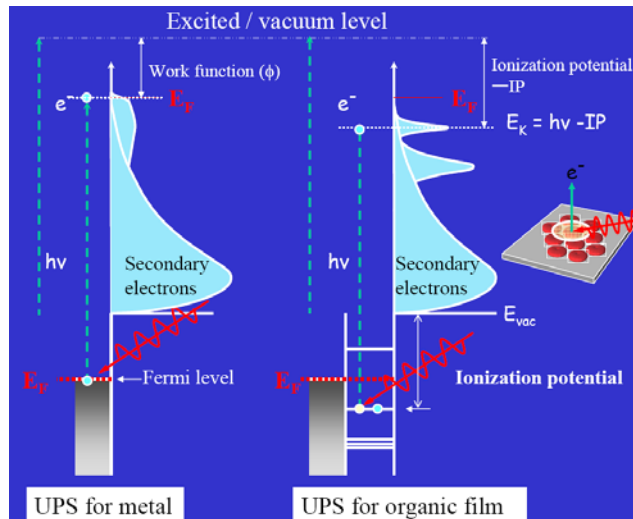 Excited / vacuum level
Work function (ϕ)
e⁻
E_F
hν
Secondary
electrons
E_F
Fermi level
UPS for metal
Ionization potential
—IP
e⁻
E_F
E_K = hν -IP
e⁻
hν
Secondary
electrons
E_vac
E_F
Ionization potential
UPS for organic film